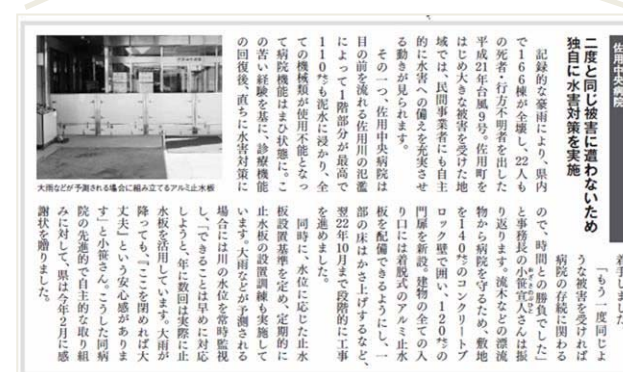 佐用中央病院
二度と同じ被害に遭わないため
独自に水害対策を実施
記録的な豪雨により、県内
で166棟が全壊し、22人も
の死者・行方不明者を出した
平成21年台風9号。佐用町を
はじめ大きな被害を受けた地
域では、民間事業者にも自主
的に水害への備えを充実させ
る動きが見られます。
その一つ、佐用中央病院は
目の前を流れる佐用川の氾濫
によって1階部分が最高で
110㌢も泥水に浸かり、全
ての機械類が使用不能となっ
て病院機能はまひ状態に。こ
の苦い経験を基に、診療機能
の回復後、直ちに水害対策に
大雨などが予測される場合に組み立てるアルミ止水板
着手しました。
「もう一度同じよ
うな被害を受ければ
病院の存続に関わる
ので、時間との勝負でした」
と事務長の小笹宣人さんは振
り返ります。流木などの漂流
物から病院を守るため、敷地
を140㌢のコンクリートブ
ロック壁で囲い、120㌢の
門扉を新設。建物の全ての入
り口には着脱式のアルミ止水
板を配備できるようにし、一
部の床はかさ上げするなど、
翌22年10月まで段階的に工事
を進めました。
同時に、水位に応じた止水
板設置基準を定め、定期的に
止水板の設置訓練も実施して
います。大雨などが予測される
場合には川の水位を常時監視
し、「できることは早めに対応
しようと、年に数回は実際に止
水板を活用しています。大雨が
降っても、『ここを閉めれば大
丈夫』という安心感がありま
す」と小笹さん。こうした同病
院の先進的で自主的な取り組
みに対して、県は今年2月に感
謝状を贈りました。